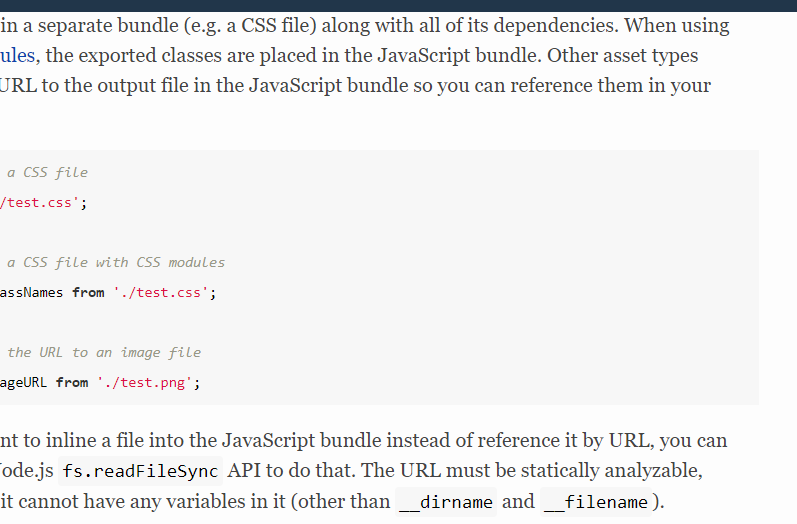 in a separate bundle (e.g. a CSS file) along with all of its dependencies. When using
ules, the exported classes are placed in the JavaScript bundle. Other asset types
URL to the output file in the JavaScript bundle so you can reference them in your
a CSS file
/test.css';
a CSS file with CSS modules
assNames from './test.css';
the URL to an image file
ageURL from './test.png';
nt to inline a file into the JavaScript bundle instead of reference it by URL, you can
ode.js fs.readFileSync API to do that. The URL must be statically analyzable,
it cannot have any variables in it (other than __dirname and __filename).